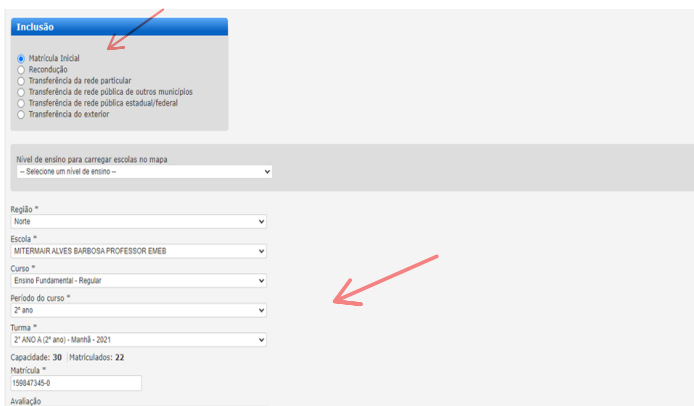 Inclusão
Matrícula Inicial
Recondução
Transferência da rede particular
Transferência de rede pública de outros municípios
Transferência de rede pública estadual/federal
Transferência do exterior
Nível de ensino para carregar escolas no mapa
-- Selecione um nível de ensino --
Região *
Norte
Escola *
MITERMAIR ALVES BARBOSA PROFESSOR EMEB
Curso *
Ensino Fundamental - Regular
Período do curso *
2º ano
Turma *
2° ANO A (2º ano) - Manhã - 2021
Capacidade: 30 Matriculados: 22
Matrícula *
159847345-0
Avaliação